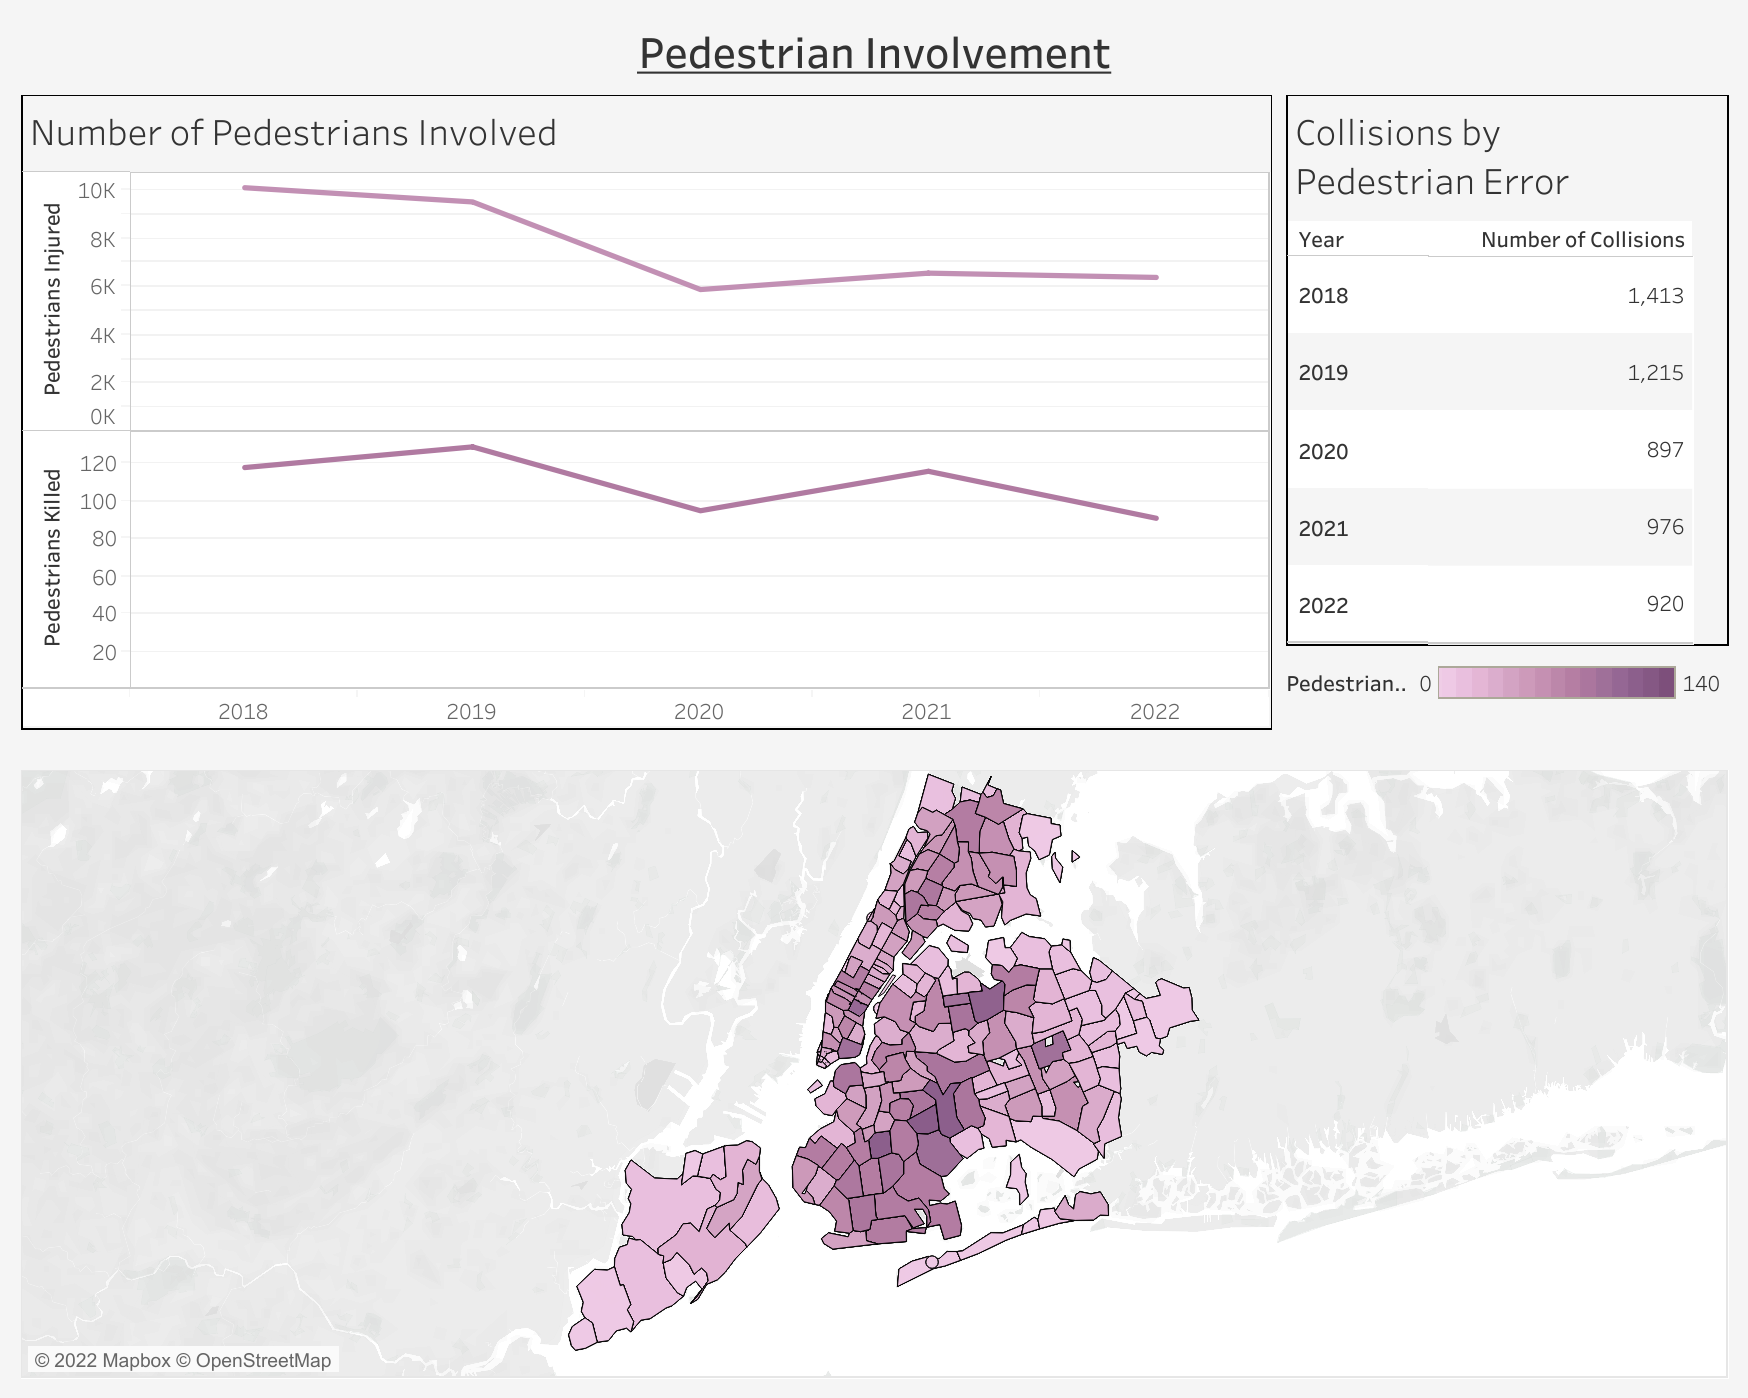 Pedestrian Involvement
Number of Pedestrians Involved
Pedestrians Injured
10K
8K
6K
4K
2K
0K
Pedestrians Killed
120
100
80
60
40
20
2018 2019 2020 2021 2022
Collisions by
Pedestrian Error
Year Number of Collisions
2018 1,413
2019 1,215
2020 897
2021 976
2022 920
Pedestrian.. 0 140
© 2022 Mapbox © OpenStreetMap